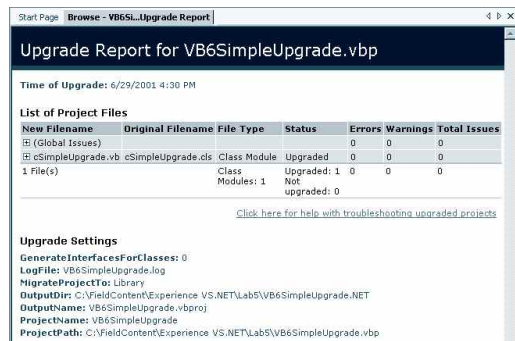 Start Page Browse - VB6Si...Upgrade Report
Upgrade Report for VB6SimpleUpgrade.vbp
Time of Upgrade: 6/29/2001 4:30 PM
List of Project Files
New Filename Original Filename File Type Status Errors Warnings Total Issues
(Global Issues) 0 0 0
cSimpleUpgrade.vb cSimpleUpgrade.cls Class Module Upgraded 0 0 0
1 File(s) Class Upgraded: 1 0 0 0
Modules: 1 Not
upgraded: 0
Click here for help with troubleshooting upgraded projects
Upgrade Settings
GenerateInterfacesForClasses: 0
LogFile: VB6SimpleUpgrade.log
MigrateProjectTo: Library
OutputDir: C:\FieldContent\Experience VS.NET\Lab5\VB6SimpleUpgrade.NET
OutputName: VB6SimpleUpgrade.vbproj
ProjectName: VB6SimpleUpgrade
ProjectPath: C:\FieldContent\Experience VS.NET\Lab5\VB6SimpleUpgrade.vbp